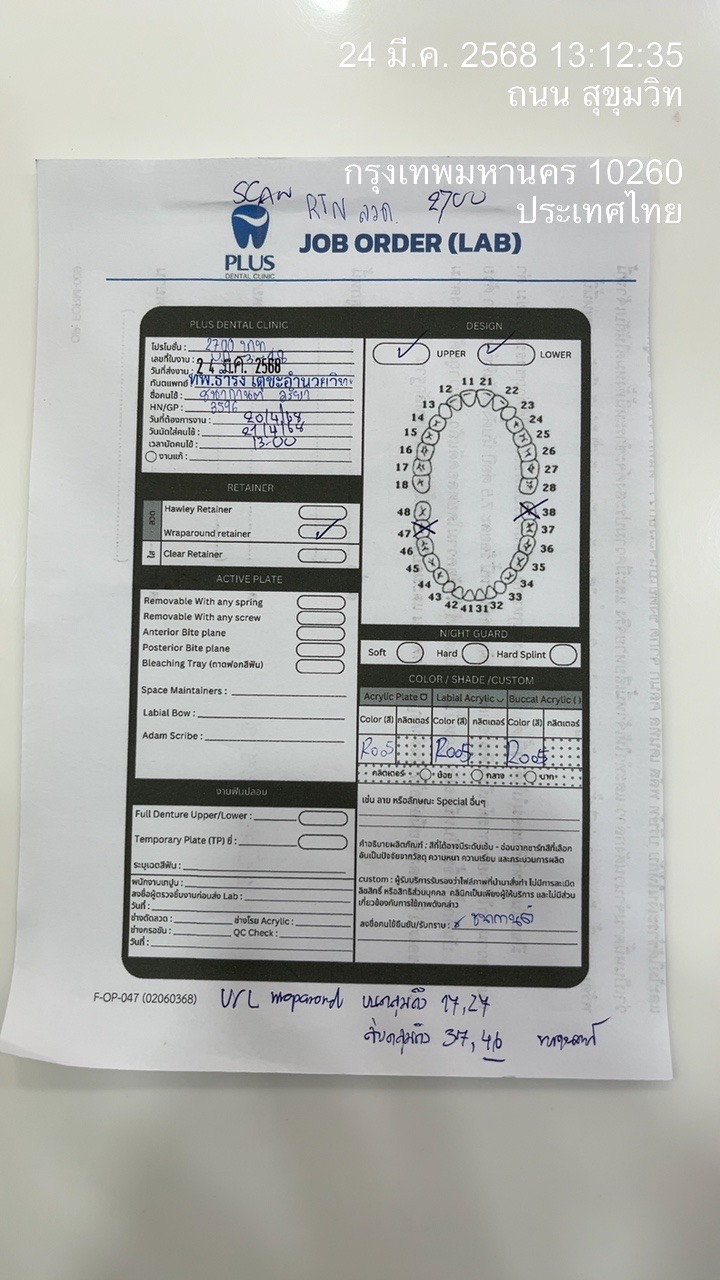 24 มี.ค. 2568 13:12:35
ถนน สุขุมวิท
กรุงเทพมหานคร 10260
ประเทศไทย
SCAN RTN ลวด 2700
PLUS
DENTAL CLINIC
JOB ORDER (LAB)
PLUS DENTAL CLINIC
โปรโมชั่น : 2700 บาท
เลขที่ใบงาน :
วันที่ส่งงาน : 24 มี.ค. 2568
ทันตแพทย์ ทพ.ธำรง เดชะอำนวยวิทย
ชื่อคนไข้ :
HN/GP : 3596
วันที่ต้องการงาน : 20/4/68
วันนัดใส่คนไข้ : 21/4/68
เวลานัดคนไข้ : 13.00
งานแก้ :
DESIGN
UPPER LOWER
11 21
12 22
13 23
14 24
15 25
16 26
17 27
18 28
48 38
47 37
46 36
45 35
44 34
43 33
42 41 31 32
RETAINER
ลวด
Hawley Retainer
Wraparound retainer
ใส
Clear Retainer
ACTIVE PLATE
Removable With any spring
Removable With any screw
Anterior Bite plane
Posterior Bite plane
Bleaching Tray (ถาดฟอกสีฟัน)
Space Maintainers :
Labial Bow :
Adam Scribe :
NIGHT GUARD
Soft Hard Hard Splint
COLOR / SHADE /CUSTOM
Acrylic Plate Labial Acrylic Buccal Acrylic ( )
Color (สี) กลิตเตอร์ Color (สี) กลิตเตอร์ Color (สี) กลิตเตอร์
R005 R005 R005
กลิตเตอร์ น้อย กลาง มาก
เช่น ลาย หรือลักษณะ Special อื่นๆ
คำอธิบายผลิตภัณฑ์ : สีที่ได้อาจมีระดับเข้ม - อ่อนจากชาร์ทสีที่เลือก
อันเป็นปัจจัยจากวัสดุ ความหนา ความเรียบ และกระบวนการผลิต
custom : ผู้รับบริการรับรองว่าไฟล์ภาพที่นำมาสั่งทำ ไม่มีการละเมิด
ลิขสิทธิ์ หรือสิทธิส่วนบุคคล คลินิกเป็นเพียงผู้ให้บริการ และไม่มีส่วน
เกี่ยวข้องกับการใช้ภาพดังกล่าว
ลงชื่อคนไข้ยืนยัน/รับทราบ :
งานฟันปลอม
Full Denture Upper/Lower :
Temporary Plate (TP) ซี่ :
ระบุเฉดสีฟัน :
พนักงานเทปูน :
ลงชื่อผู้ตรวจชิ้นงานก่อนส่ง Lab :
วันที่ :
ช่างดัดลวด : ช่างโรย Acrylic :
ช่างกรอขัด : QC Check :
วันที่ :
F-OP-047 (02060368)
U/L wraparond บนคลุมถึง 17,27
ล่างคลุมถึง 37, 46